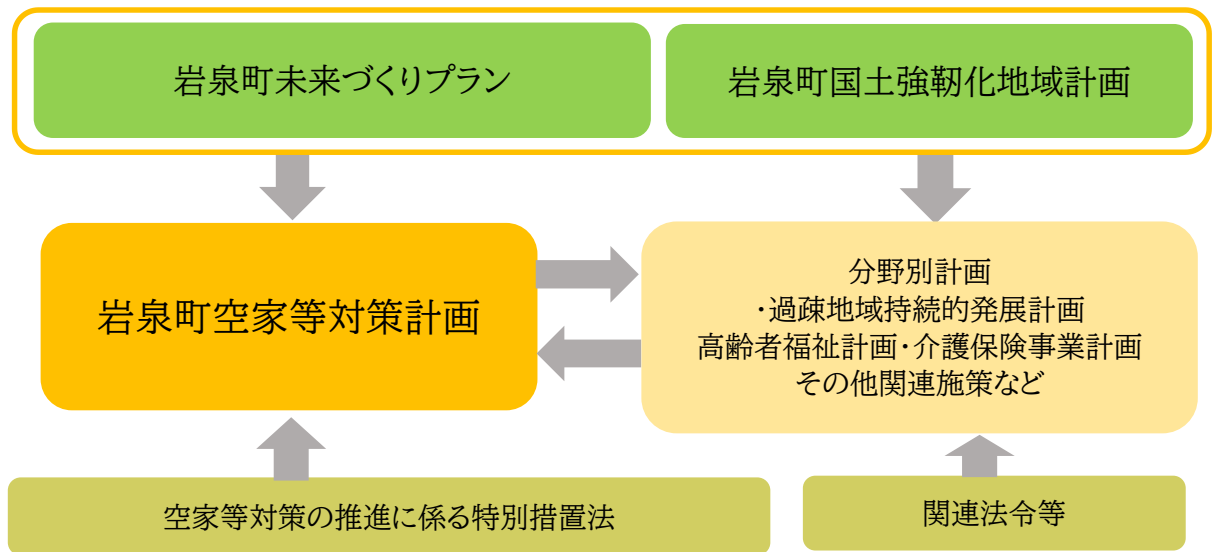 岩泉町未来づくりプラン
岩泉町国土強靭化地域計画
岩泉町空家等対策計画
分野別計画
・過疎地域持続的発展計画
高齢者福祉計画・介護保険事業計画
その他関連施策など
空家等対策の推進に係る特別措置法
関連法令等